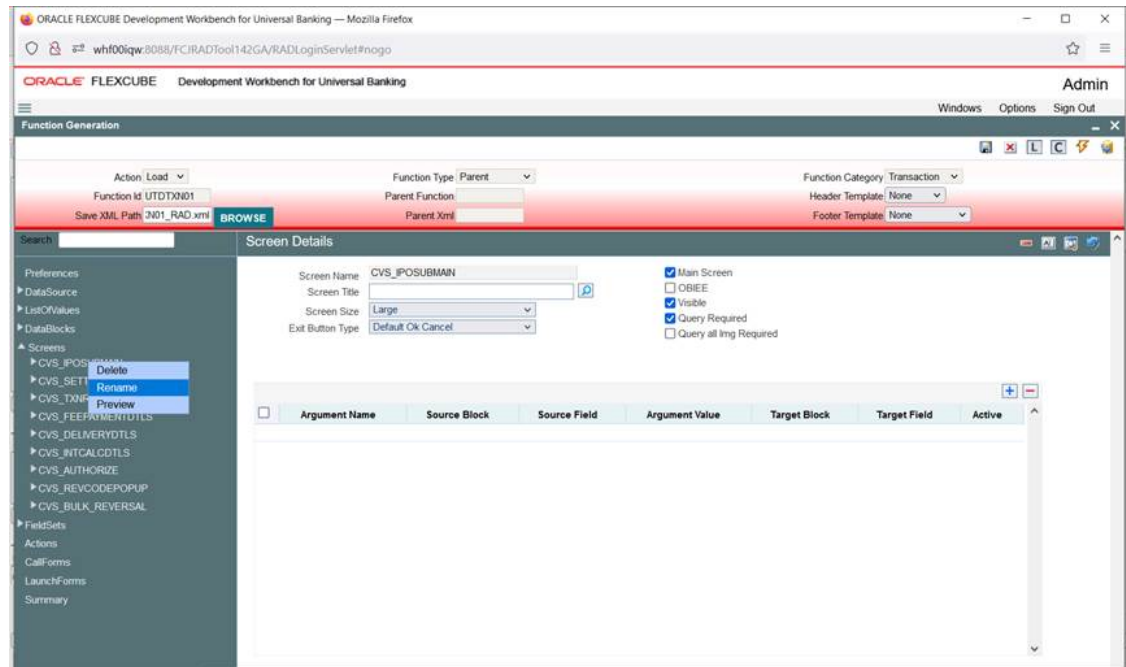 ORACLE FLEXCUBE Development Workbench for Universal Banking — Mozilla Firefox
whf00iqw:8088/FCJRADTool142GA/RADLoginServlet#nogo
ORACLE FLEXCUBE Development Workbench for Universal Banking Admin
Windows Options Sign Out
Function Generation
L C
Action Load Function Type Parent Function Category Transaction
Function Id UTDTXN01 Parent Function Header Template None
Save XML Path N01_RAD.xml BROWSE Parent Xml Footer Template None
Search Screen Details
Preferences
DataSource
ListOfValues
DataBlocks
Screens
CVS_IPOSUBMAIN
CVS_SETT
CVS_TXNF
CVS_FEEPAYMENTDTLS
CVS_DELIVERYDTLS
CVS_INTCALCDTLS
CVS_AUTHORIZE
CVS_REVCODEPOPUP
CVS_BULK_REVERSAL
FieldSets
Actions
CallForms
LaunchForms
Summary
Delete
Rename
Preview
Screen Name CVS_IPOSUBMAIN
Screen Title
Screen Size Large
Exit Button Type Default Ok Cancel
Main Screen
OBIEE
Visible
Query Required
Query all Img Required
Argument Name Source Block Source Field Argument Value Target Block Target Field Active